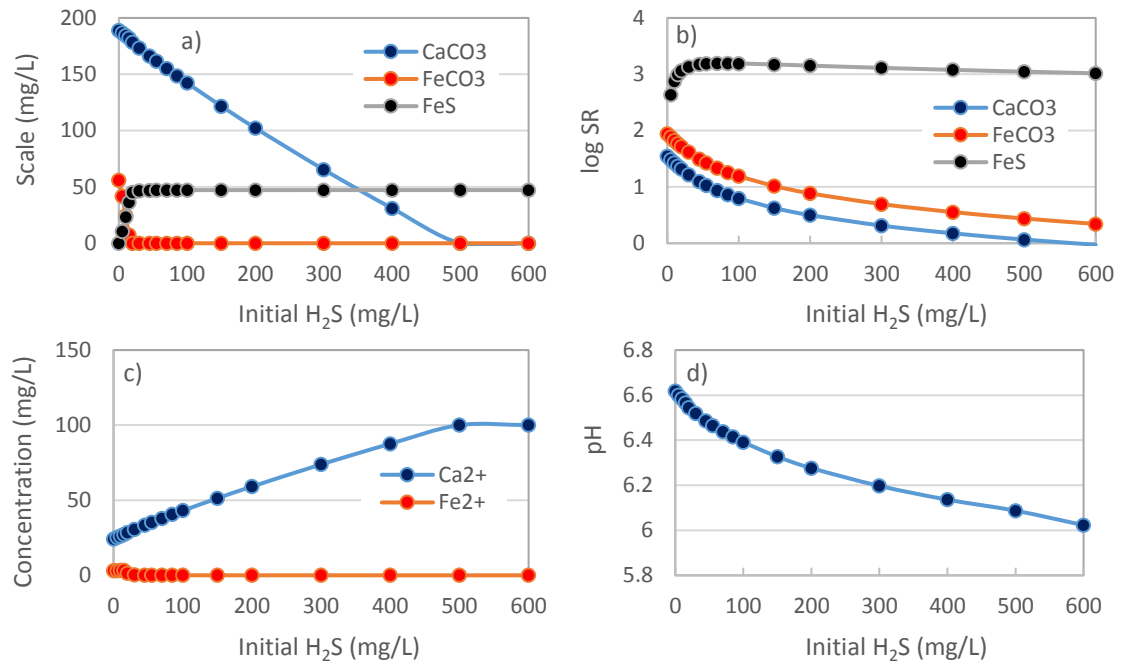 a)
Scale (mg/L)
200
150
100
50
0
CaCO3
FeCO3
FeS
0 100 200 300 400 500 600
Initial H₂S (mg/L)
b)
log SR
4
3
2
1
0
CaCO3
FeCO3
FeS
0 100 200 300 400 500 600
Initial H₂S (mg/L)
c)
Concentration (mg/L)
150
100
50
0
Ca2+
Fe2+
0 100 200 300 400 500 600
Initial H₂S (mg/L)
d)
pH
6.8
6.6
6.4
6.2
6
5.8
0 100 200 300 400 500 600
Initial H₂S (mg/L)